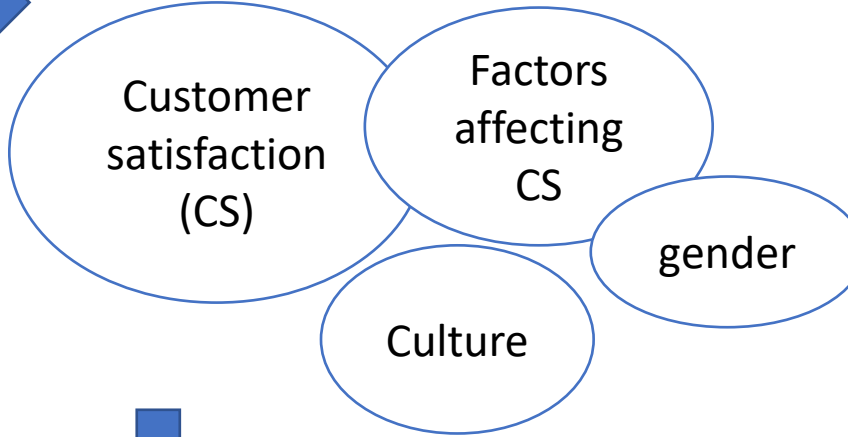 Customer
satisfaction
(CS)
Factors
affecting
CS
gender
Culture